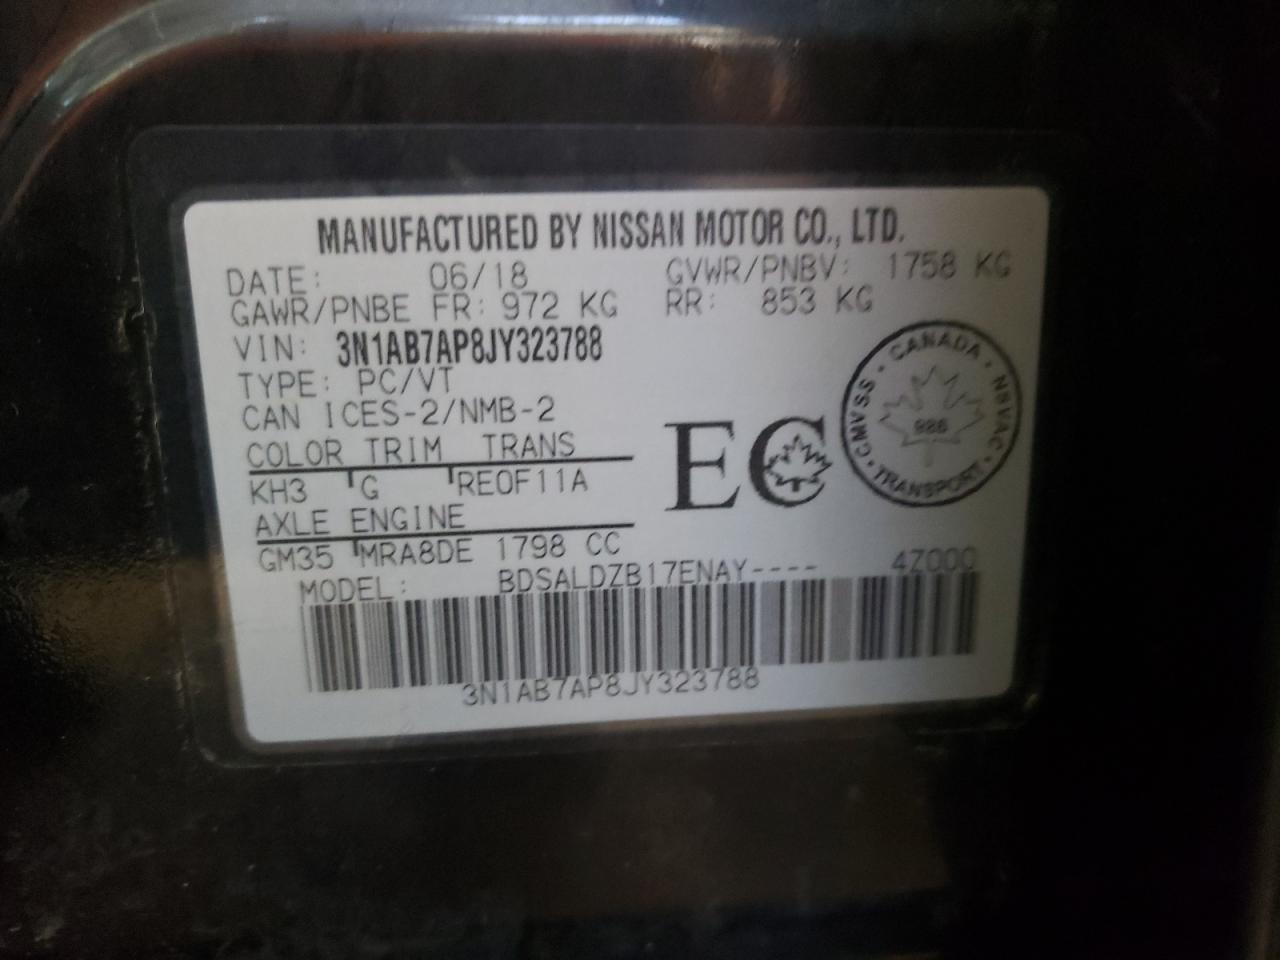 MANUFACTURED BY NISSAN MOTOR CO., LTD.
DATE: 06/18 GVWR/PNBV: 1758 KG
GAWR/PNBE FR: 972 KG RR: 853 KG
VIN: 3N1AB7AP8JY323788
TYPE: PC/VT
CAN ICES-2/NMB-2
COLOR TRIM TRANS
KH3 G RE0F11A
AXLE ENGINE
GM35 MRA8DE 1798 CC
EC
CANADA
CMVSS · NSVAC
986
TRANSPORT
MODEL: BDSALDZB17ENAY---- 4Z000
3N1AB7AP8JY323788